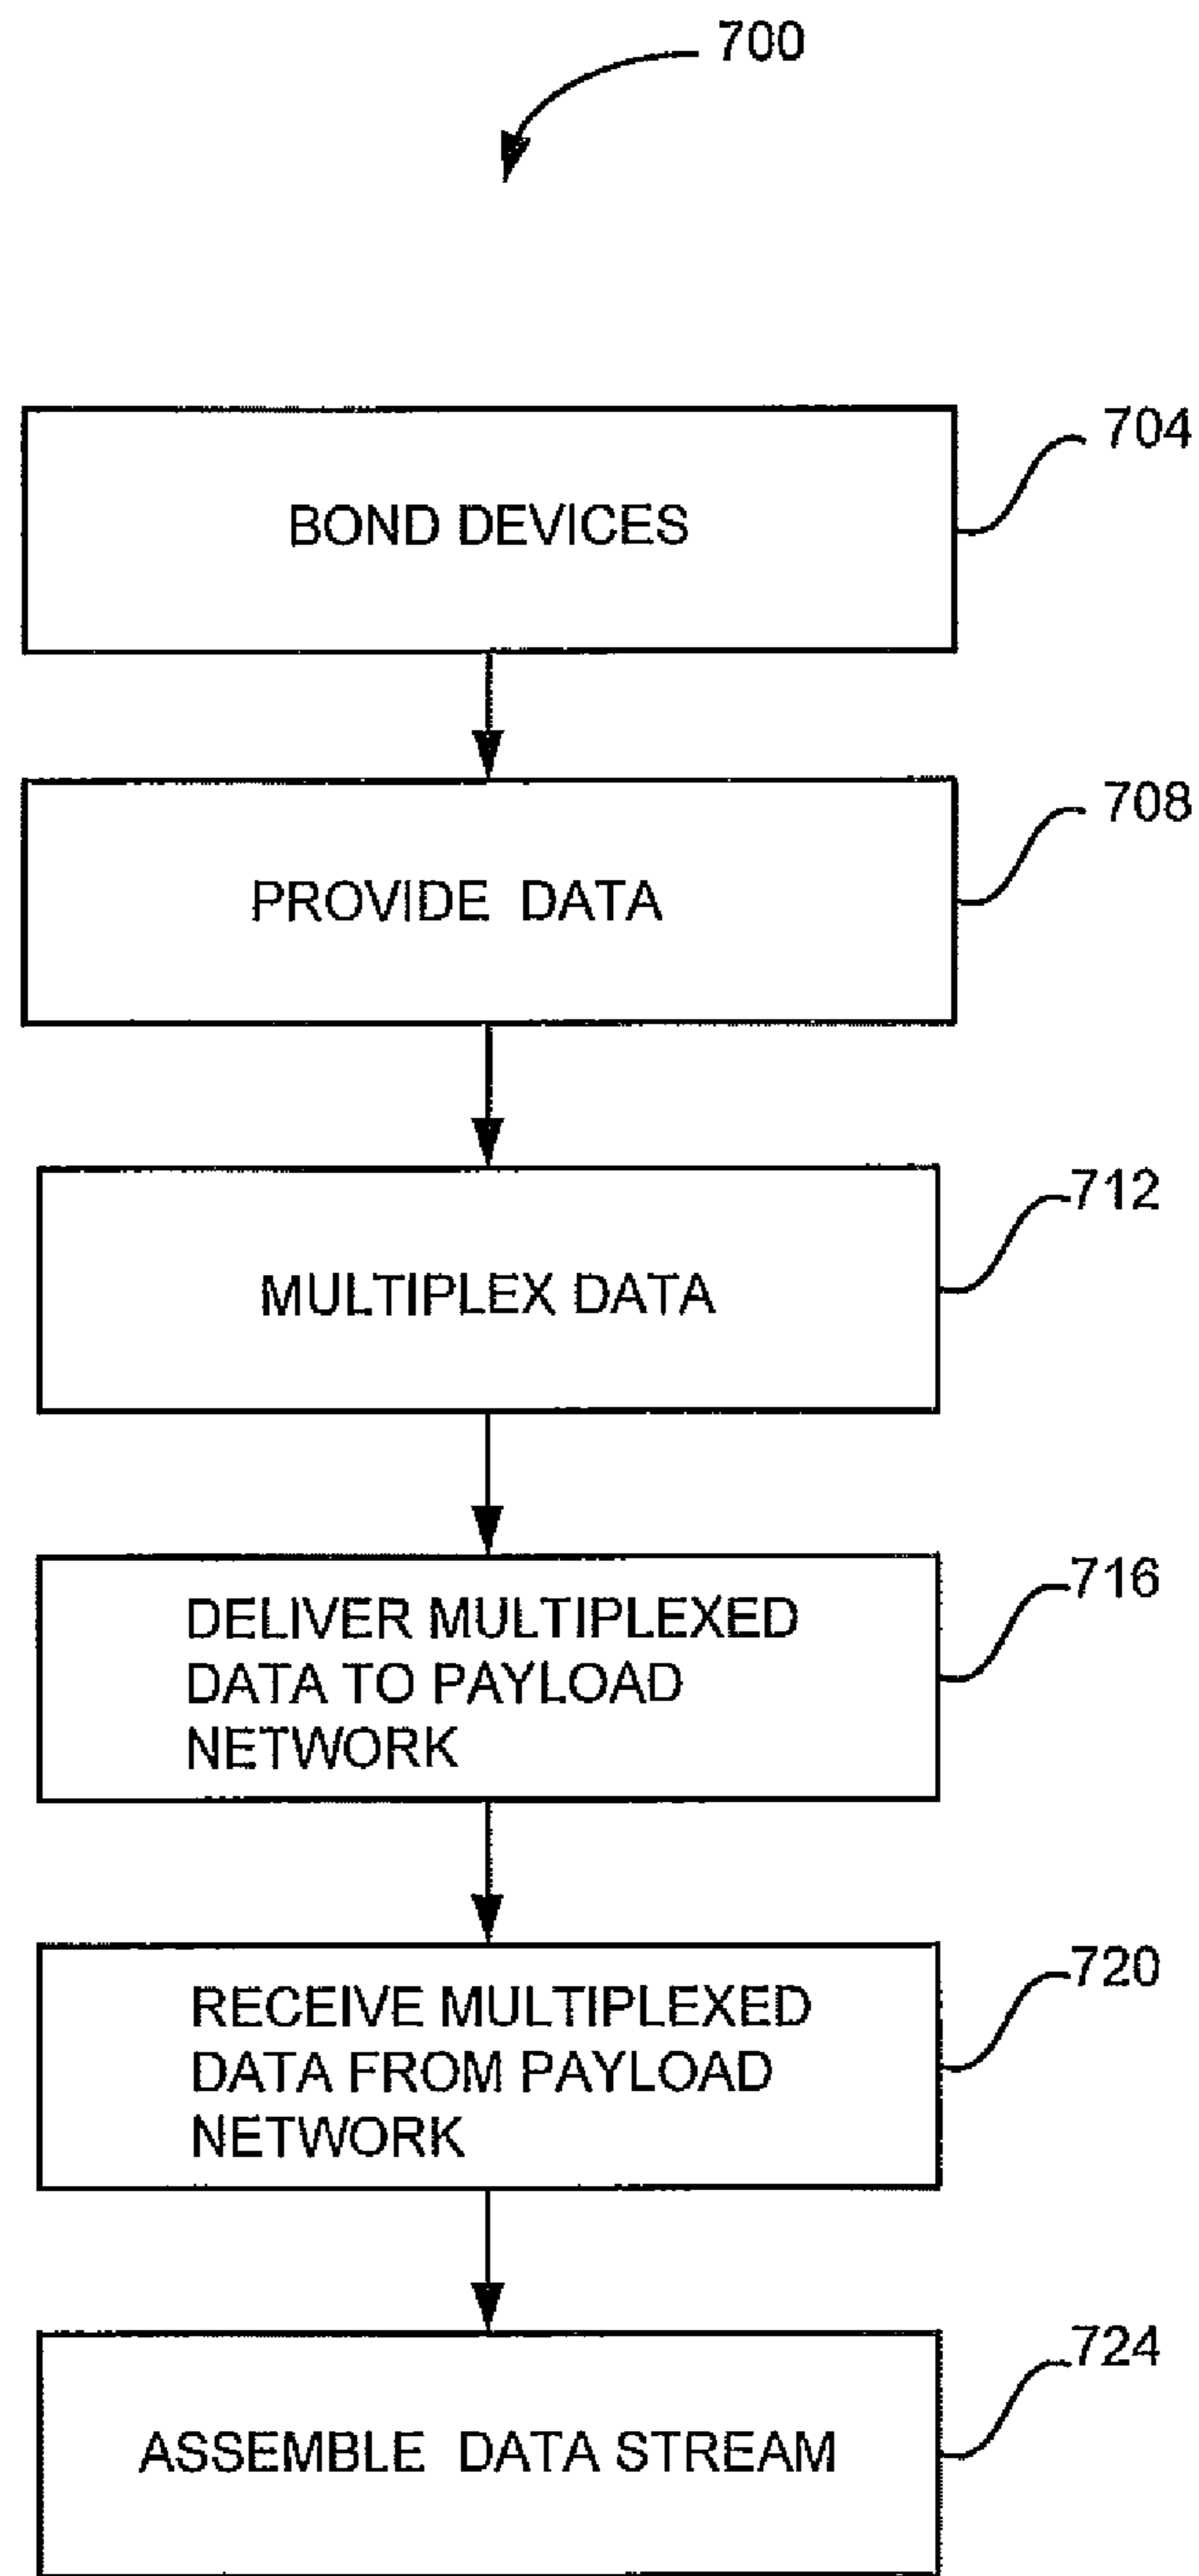 700
704
BOND DEVICES
708
PROVIDE DATA
712
MULTIPLEX DATA
716
DELIVER MULTIPLEXED
DATA TO PAYLOAD
NETWORK
720
RECEIVE MULTIPLEXED
DATA FROM PAYLOAD
NETWORK
724
ASSEMBLE DATA STREAM